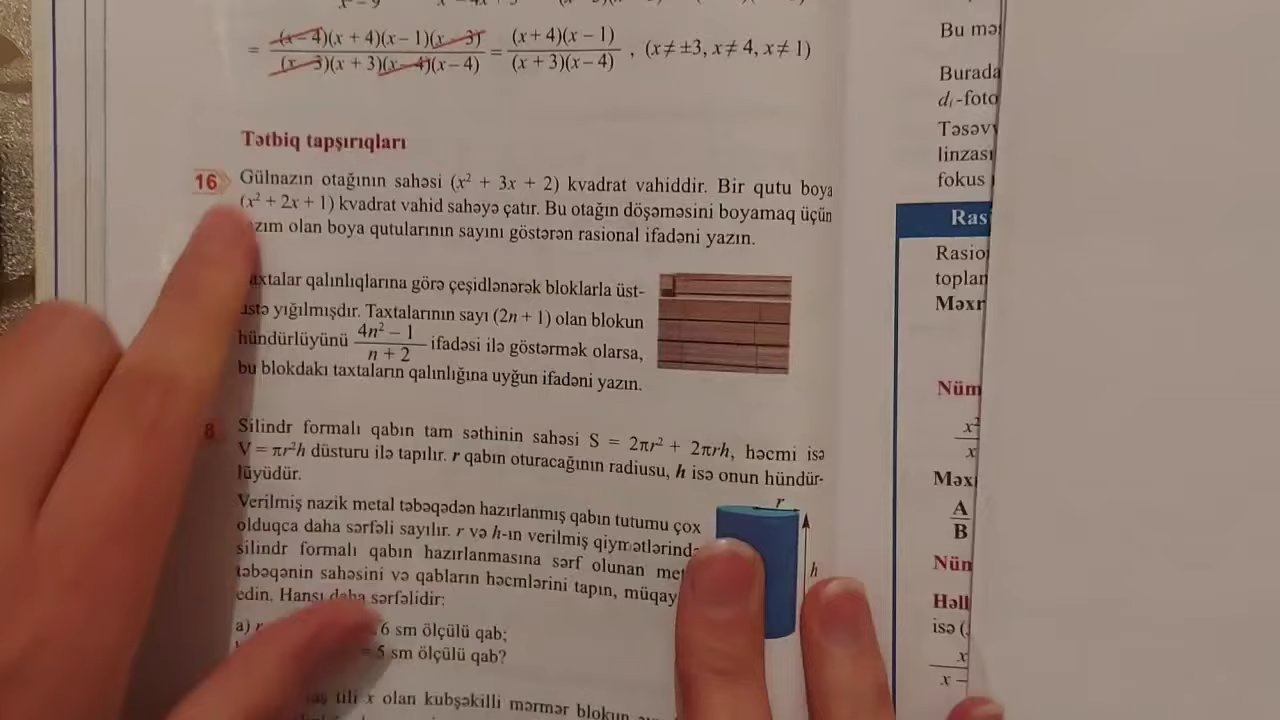 = (x – 4)(x + 4)(x – 1)(x – 3) / (x – 3)(x + 3)(x – 4)(x – 4) = (x + 4)(x – 1) / (x + 3)(x – 4) , (x ≠ ±3, x ≠ 4, x ≠ 1)
Tətbiq tapşırıqları
16 Gülnazın otağının sahəsi (x² + 3x + 2) kvadrat vahiddir. Bir qutu boya
(x² + 2x + 1) kvadrat vahid sahəyə çatır. Bu otağın döşəməsini boyamaq üçün
olan boya qutularının sayını göstərən rasional ifadəni yazın.
qalınlıqlarına görə çeşidlənərək bloklarla üst-
yığılmışdır. Taxtalarının sayı (2n + 1) olan blokun
hündürlüyünü (4n² – 1) / (n + 2) ifadəsi ilə göstərmək olarsa,
bu blokdakı taxtaların qalınlığına uyğun ifadəni yazın.
8 Silindr formalı qabın tam səthinin sahəsi S = 2πr² + 2πrh, həcmi isə
V = πr²h düsturu ilə tapılır. r qabın oturacağının radiusu, h isə onun hündür-
lüyüdür.
Verilmiş nazik metal təbəqədən hazırlanmış qabın tutumu çox
olduqca daha sərfəli sayılır. r və h-ın verilmiş qiymətlərində
silindr formalı qabın hazırlanmasına sərf olunan
təbəqənin sahəsini və qabların həcmlərini tapın,
edin. Hansı daha sərfəlidir:
a) 6 sm ölçülü qab;
= 5 sm ölçülü qab?
tili x olan kubşəkilli mərmər blokun
r
h
Bu
Burada
dᵢ-foto
linzası
fokus
Ras
Rasio
toplan
Məxr
Nüm
x²
x
Məx
A
B
Nüm
Həll
isə (
x
x –